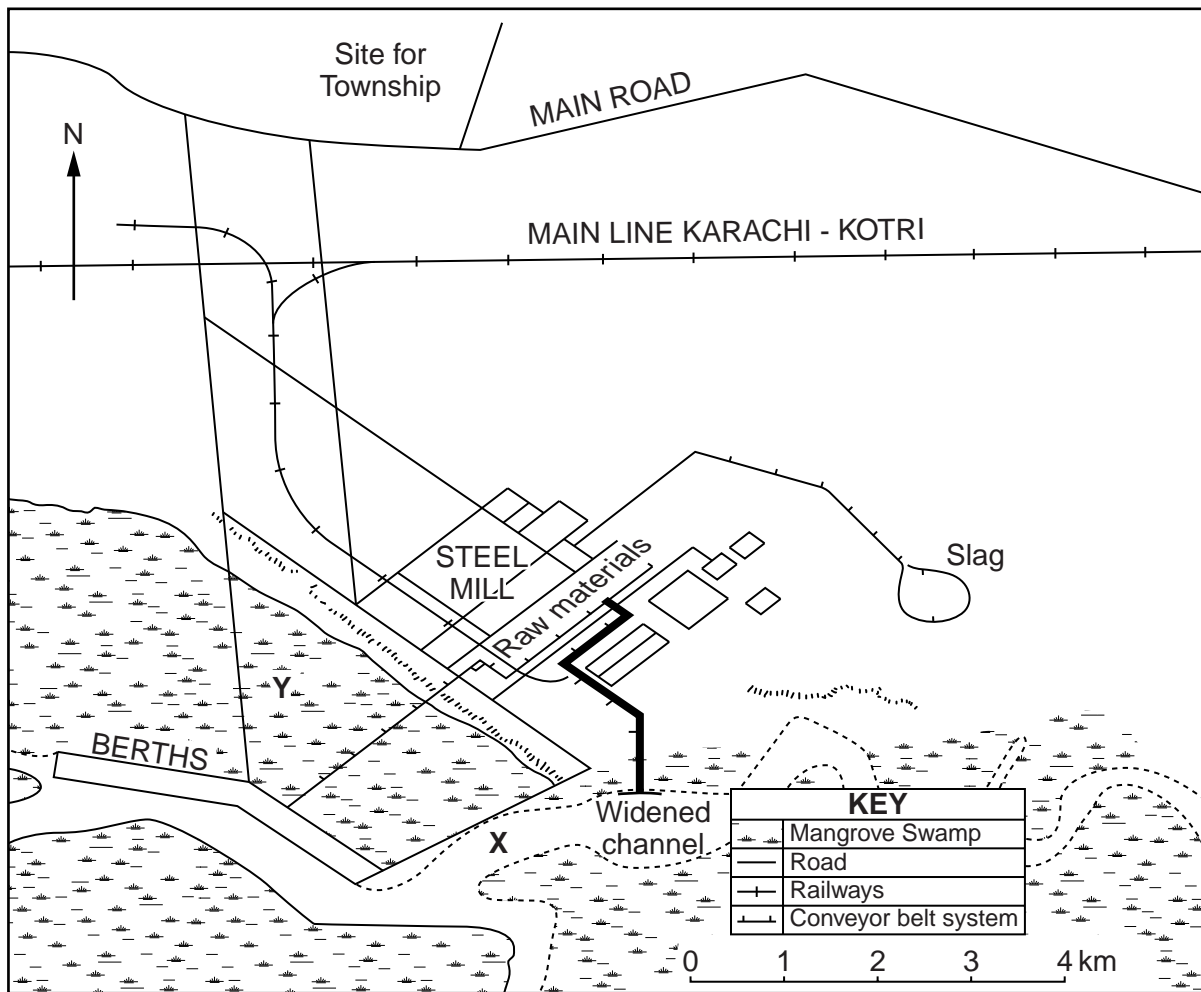 Site for
Township
MAIN ROAD
N
MAIN LINE KARACHI - KOTRI
STEEL
MILL
Raw materials
Slag
Y
BERTHS
X
Widened
channel
KEY
Mangrove Swamp
Road
Railways
Conveyor belt system
0 1 2 3 4 km